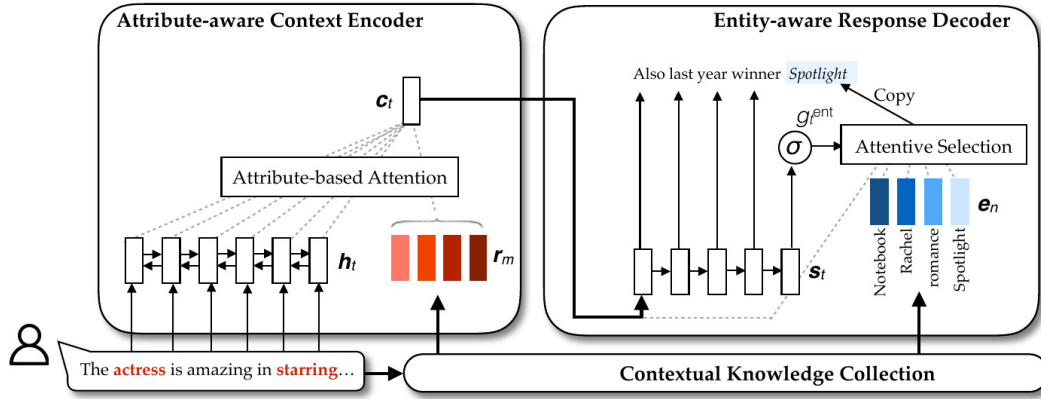 Attribute-aware Context Encoder
Entity-aware Response Decoder
Also last year winner Spotlight
c_t
Copy
g_t^ent
σ
Attentive Selection
Attribute-based Attention
e_n
h_t
r_m
s_t
Notebook
Rachel
romance
Spotlight
The actress is amazing in starring…
Contextual Knowledge Collection